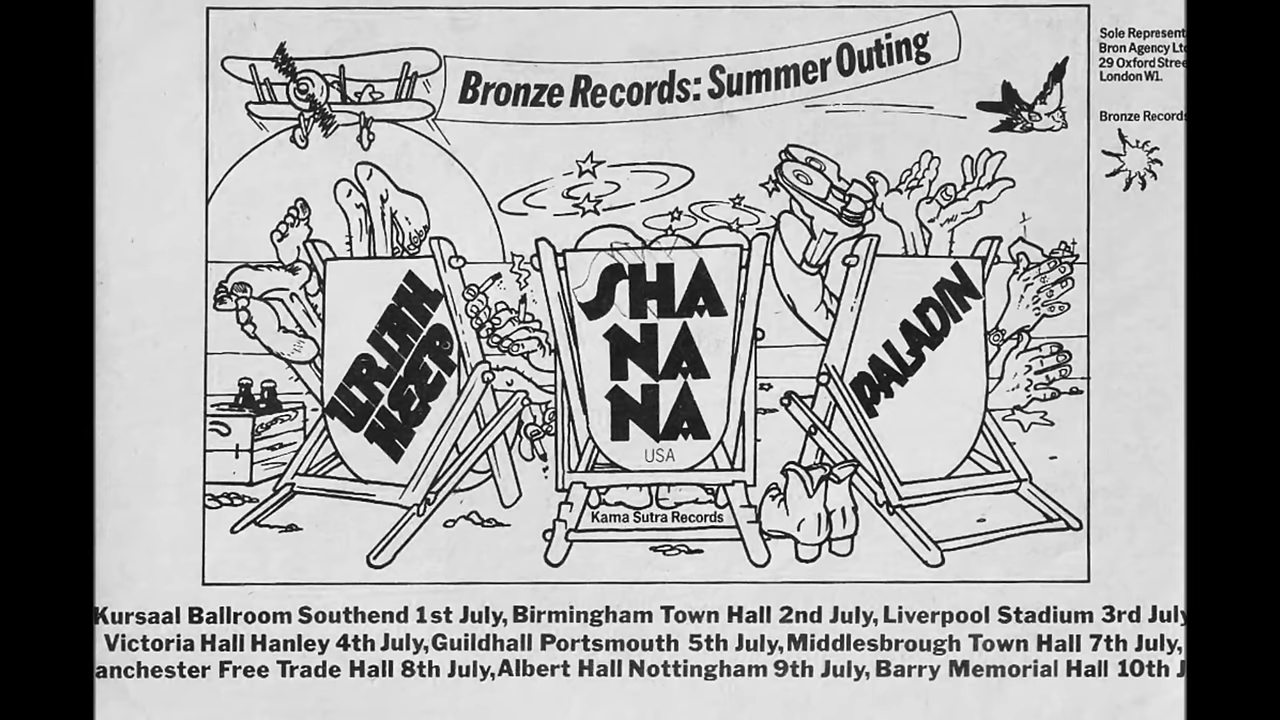 Bronze Records: Summer Outing
Sole Represent
Bron Agency Lt
29 Oxford Stree
London W1.
Bronze Records
URIAH
HEEP
SHA
NA
NA
USA
Kama Sutra Records
PALADIN
Kursaal Ballroom Southend 1st July, Birmingham Town Hall 2nd July, Liverpool Stadium 3rd July
Victoria Hall Hanley 4th July, Guildhall Portsmouth 5th July, Middlesbrough Town Hall 7th July,
anchester Free Trade Hall 8th July, Albert Hall Nottingham 9th July, Barry Memorial Hall 10th J